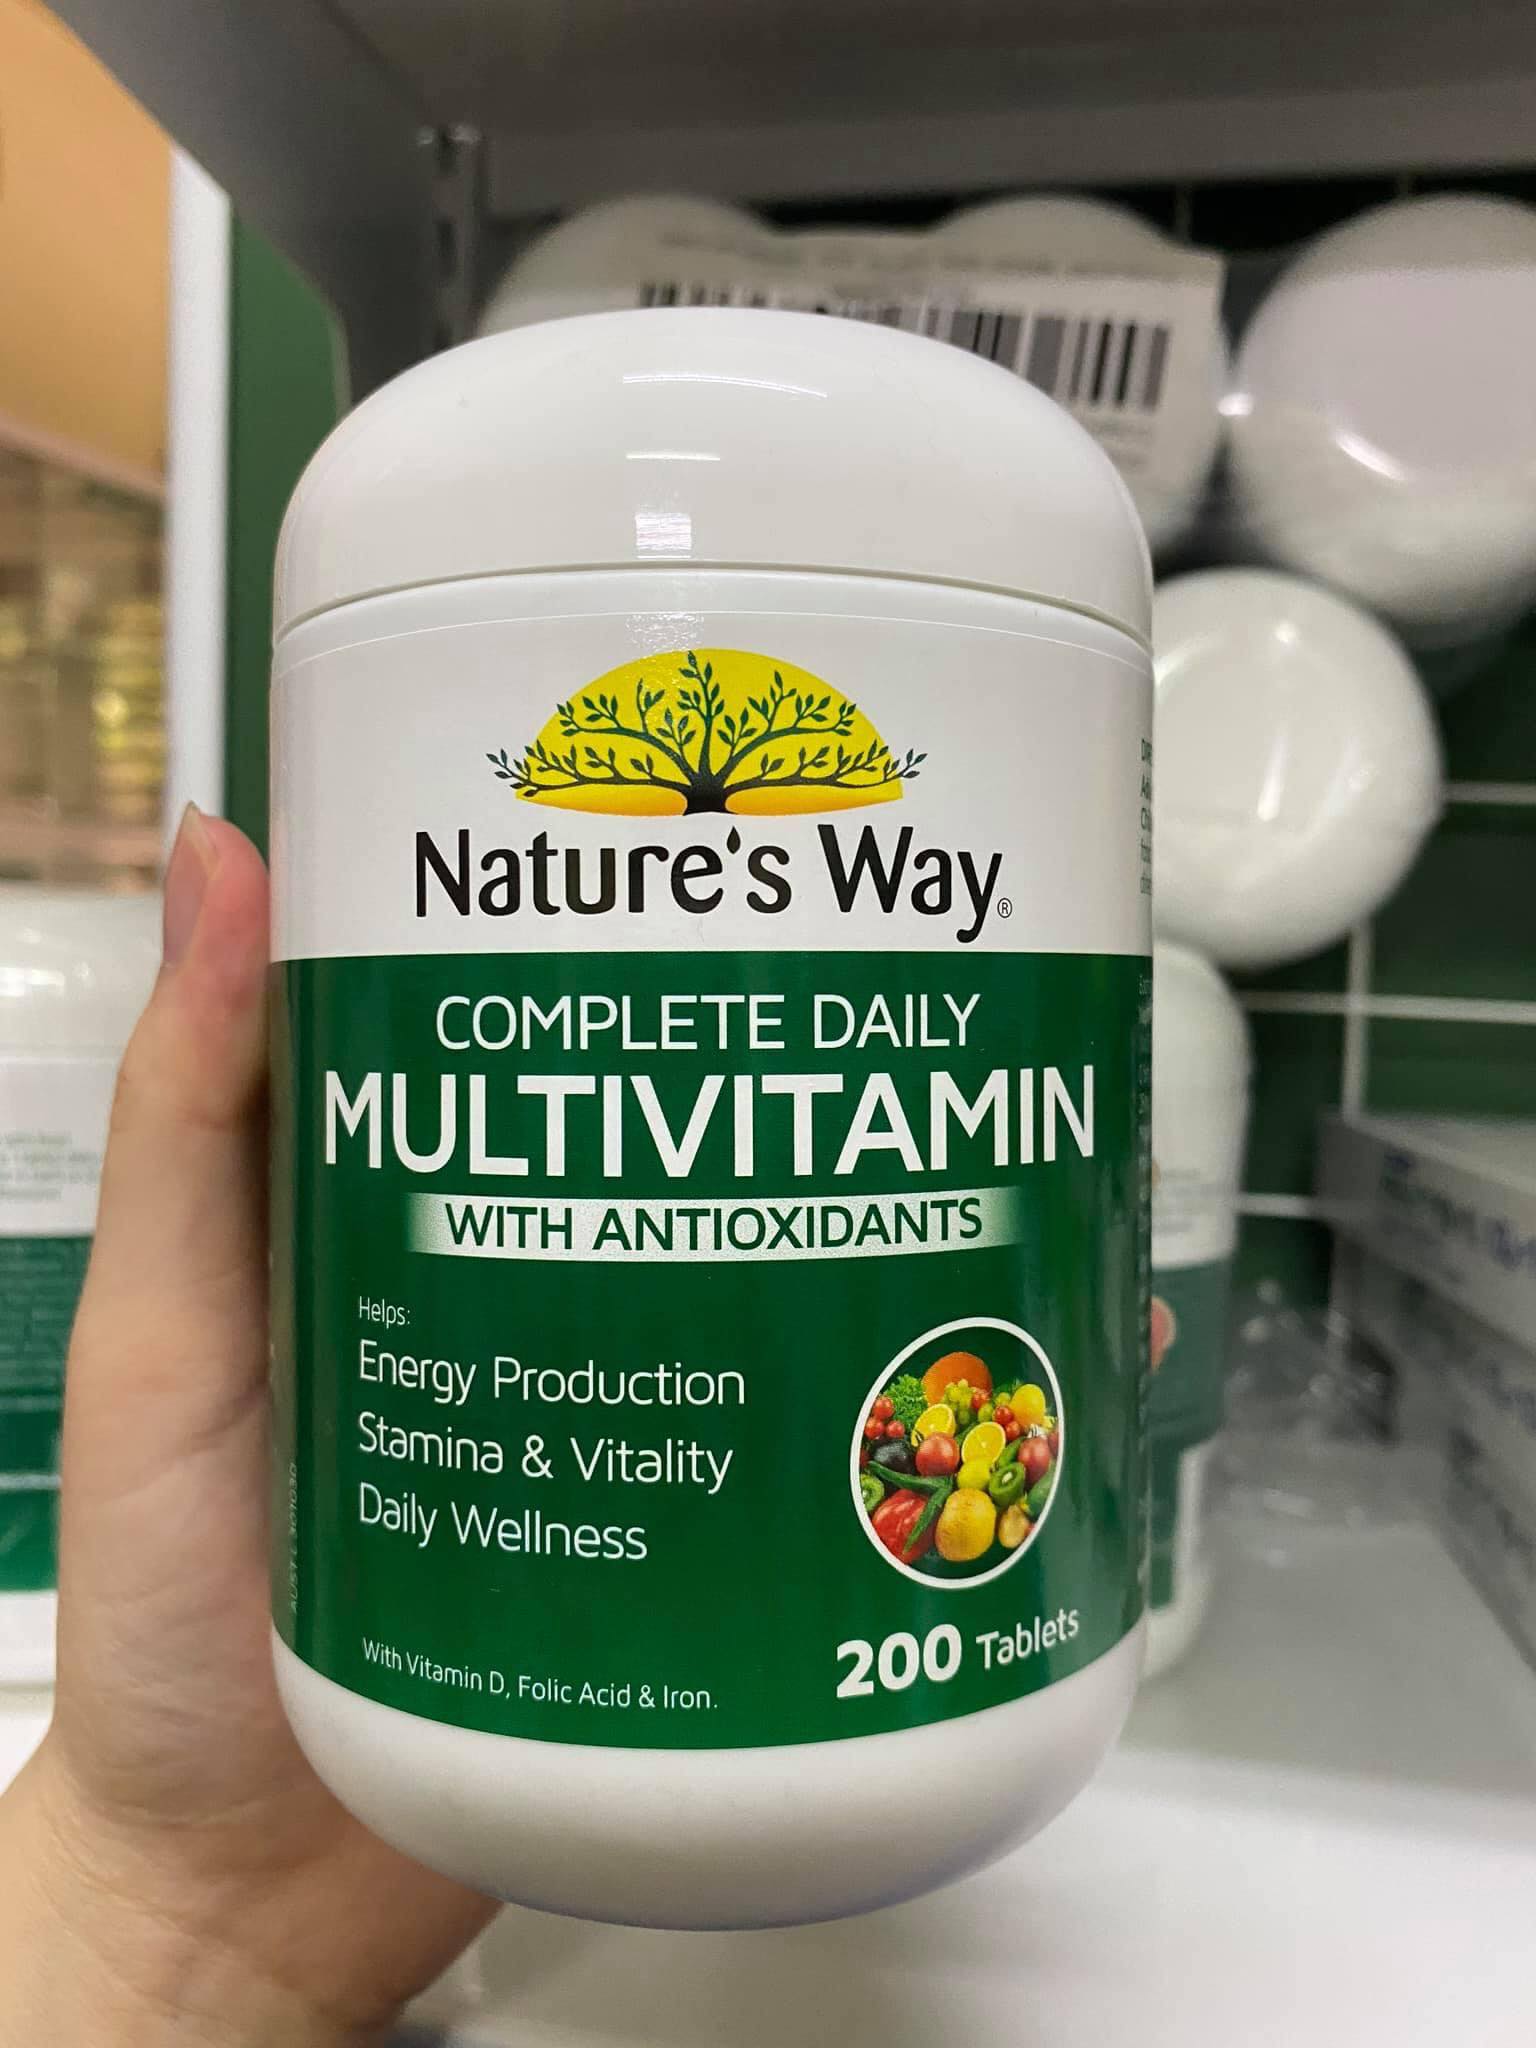 Nature's Way®
COMPLETE DAILY
MULTIVITAMIN
WITH ANTIOXIDANTS
Helps:
Energy Production
Stamina & Vitality
Daily Wellness
With Vitamin D, Folic Acid & Iron.
200 Tablets